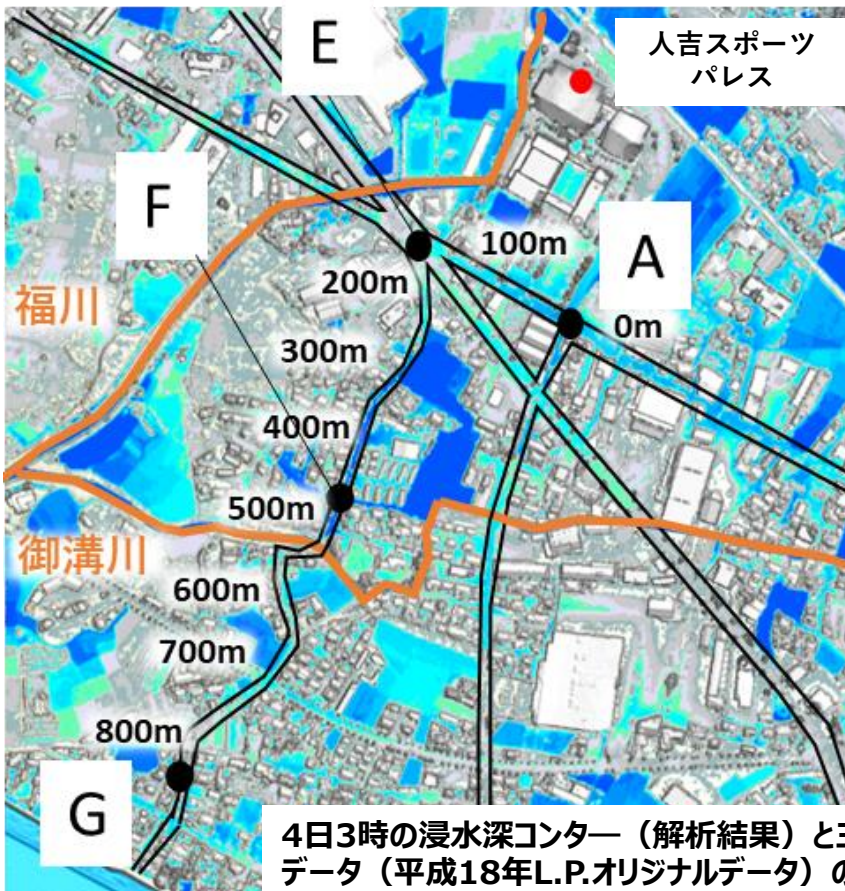 E
人吉スポーツ
パレス
F
100m
A
200m
0m
福川
300m
400m
500m
御溝川
600m
700m
800m
G
4日3時の浸水深コンター（解析結果）と
データ（平成18年L.P.オリジナルデータ）の